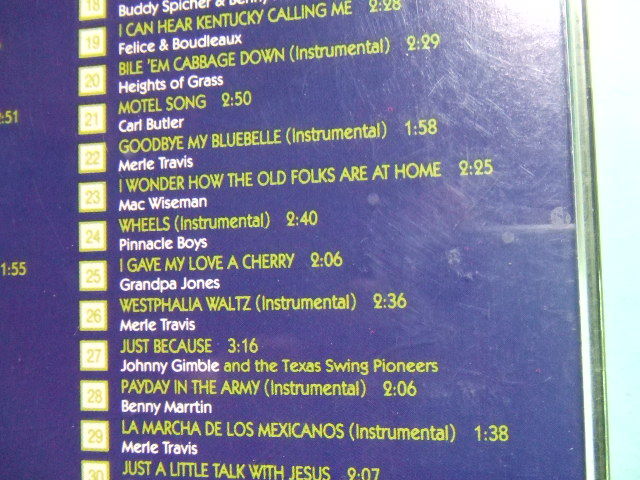 18 Buddy Spicher & Benny
19 I CAN HEAR KENTUCKY CALLING ME 2:28
Felice & Boudleaux
20 BILE 'EM CABBAGE DOWN (Instrumental) 2:29
Heights of Grass
21 MOTEL SONG 2:50
Carl Butler
:51
22 GOODBYE MY BLUEBELLE (Instrumental) 1:58
Merle Travis
23 I WONDER HOW THE OLD FOLKS ARE AT HOME 2:25
Mac Wiseman
24 WHEELS (Instrumental) 2:40
Pinnacle Boys
25 I GAVE MY LOVE A CHERRY 2:06
Grandpa Jones
1:55
26 WESTPHALIA WALTZ (Instrumental) 2:36
Merle Travis
27 JUST BECAUSE 3:16
Johnny Gimble and the Texas Swing Pioneers
28 PAYDAY IN THE ARMY (Instrumental) 2:06
Benny Marrtin
29 LA MARCHA DE LOS MEXICANOS (Instrumental) 1:38
Merle Travis
30 JUST A LITTLE TALK WITH JESUS 2:07